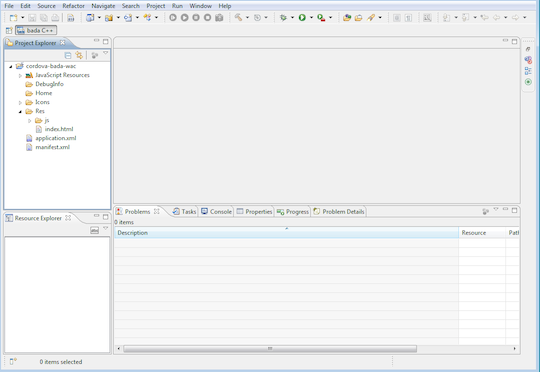 File Edit Source Refactor Navigate Search Project Run Window Help
bada C++
Project Explorer
cordova-bada-wac
JavaScript Resources
DebugInfo
Home
Icons
Res
js
index.html
application.xml
manifest.xml
Resource Explorer
Problems Tasks Console Properties Progress Problem Details
0 items
Description Resource Path
0 items selected